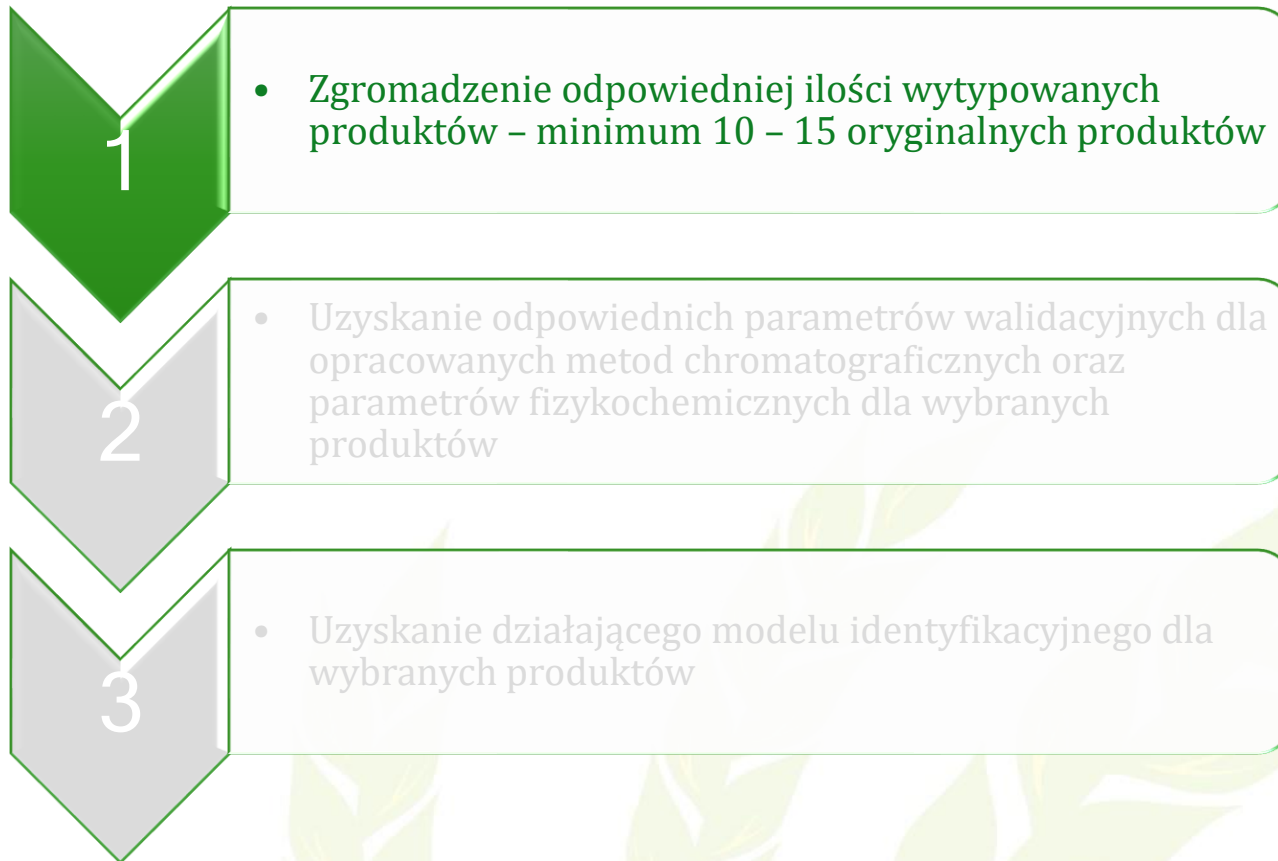 1
• Zgromadzenie odpowiedniej ilości wytypowanych
produktów – minimum 10 – 15 oryginalnych produktów
2
• Uzyskanie odpowiednich parametrów walidacyjnych dla
opracowanych metod chromatograficznych oraz
parametrów fizykochemicznych dla wybranych
produktów
3
• Uzyskanie działającego modelu identyfikacyjnego dla
wybranych produktów